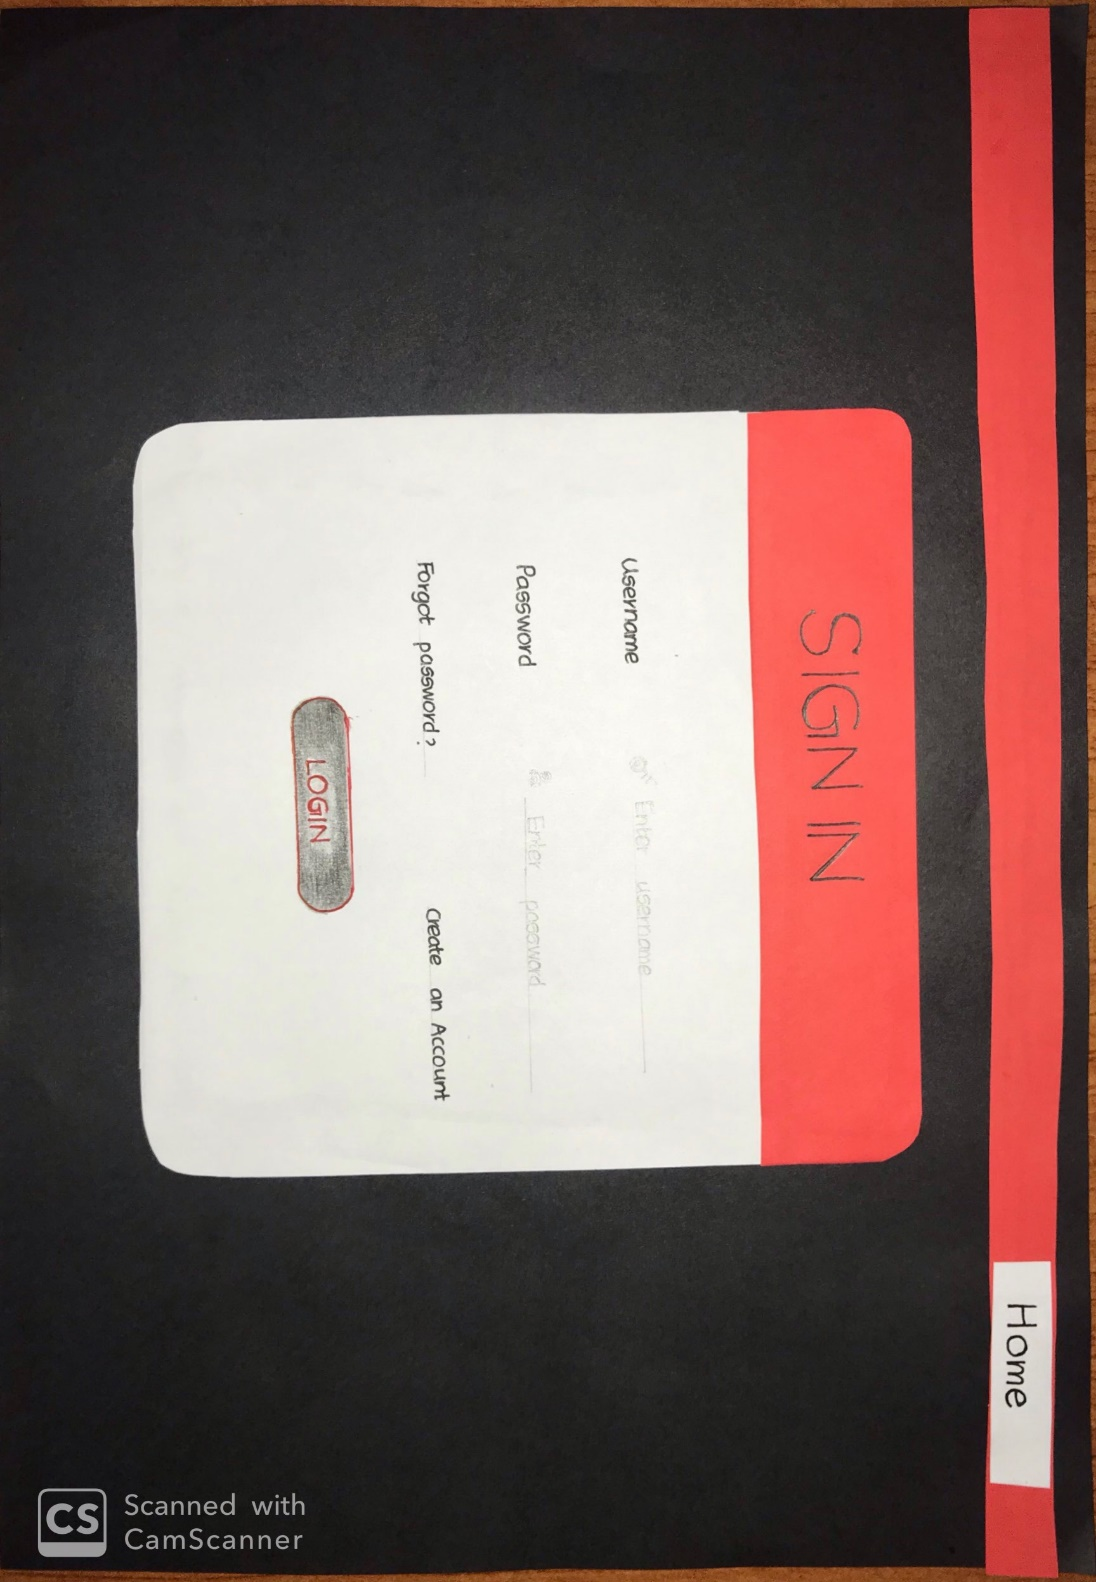 Home
SIGN IN
Username Enter username
Password Enter password
Forgot password? Create an Account
LOGIN
CS Scanned with
CamScanner